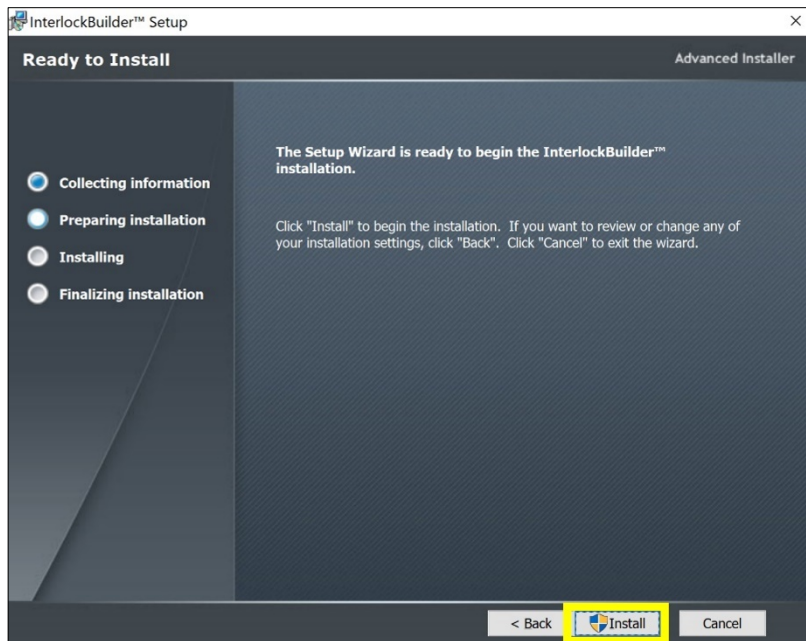 InterlockBuilder™ Setup
Ready to Install
Advanced Installer
The Setup Wizard is ready to begin the InterlockBuilder™
installation.
Collecting information
Preparing installation
Click "Install" to begin the installation. If you want to review or change any of
your installation settings, click "Back". Click "Cancel" to exit the wizard.
Installing
Finalizing installation
< Back
Install
Cancel